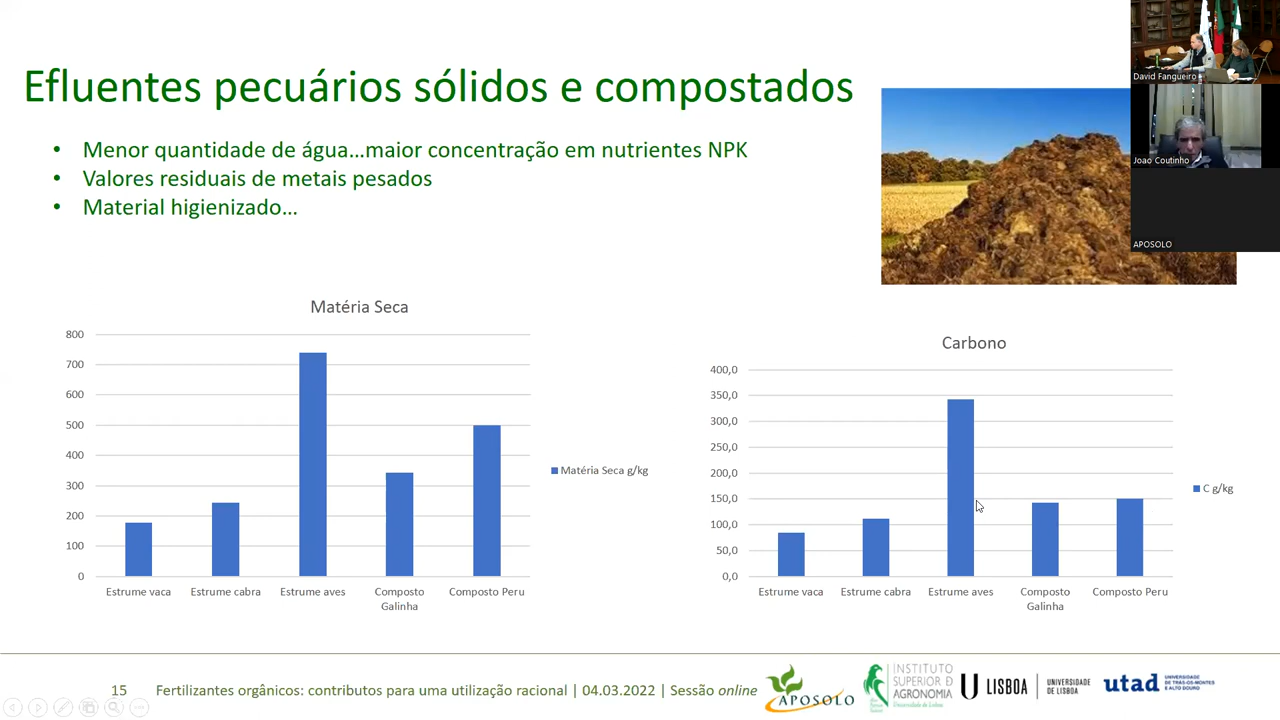 Efluentes pecuários sólidos e compostados
• Menor quantidade de água...maior concentração em nutrientes NPK
• Valores residuais de metais pesados
• Material higienizado...
David Fangueiro
Joao Coutinho
APOSOLO
Matéria Seca
800
700
600
500
400
300
200
100
0
Estrume vaca
Estrume cabra
Estrume aves
Composto
Galinha
Composto Peru
Matéria Seca g/kg
Carbono
400,0
350,0
300,0
250,0
200,0
150,0
100,0
50,0
0,0
Estrume vaca
Estrume cabra
Estrume aves
Composto
Galinha
Composto Peru
C g/kg
15
Fertilizantes orgânicos: contributos para uma utilização racional | 04.03.2022 | Sessão online
APOSOLO
INSTITUTO
SUPERIOR D
AGRONOMIA
Universidade de Lisboa
LISBOA
UNIVERSIDADE
DE LISBOA
utad
UNIVERSIDADE
DE TRÁS-OS-MONTES
E ALTO DOURO